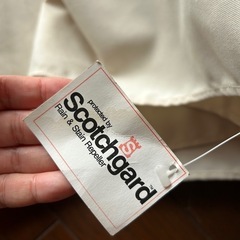 protected by
Scotchgard
Rain & Stain Repeller